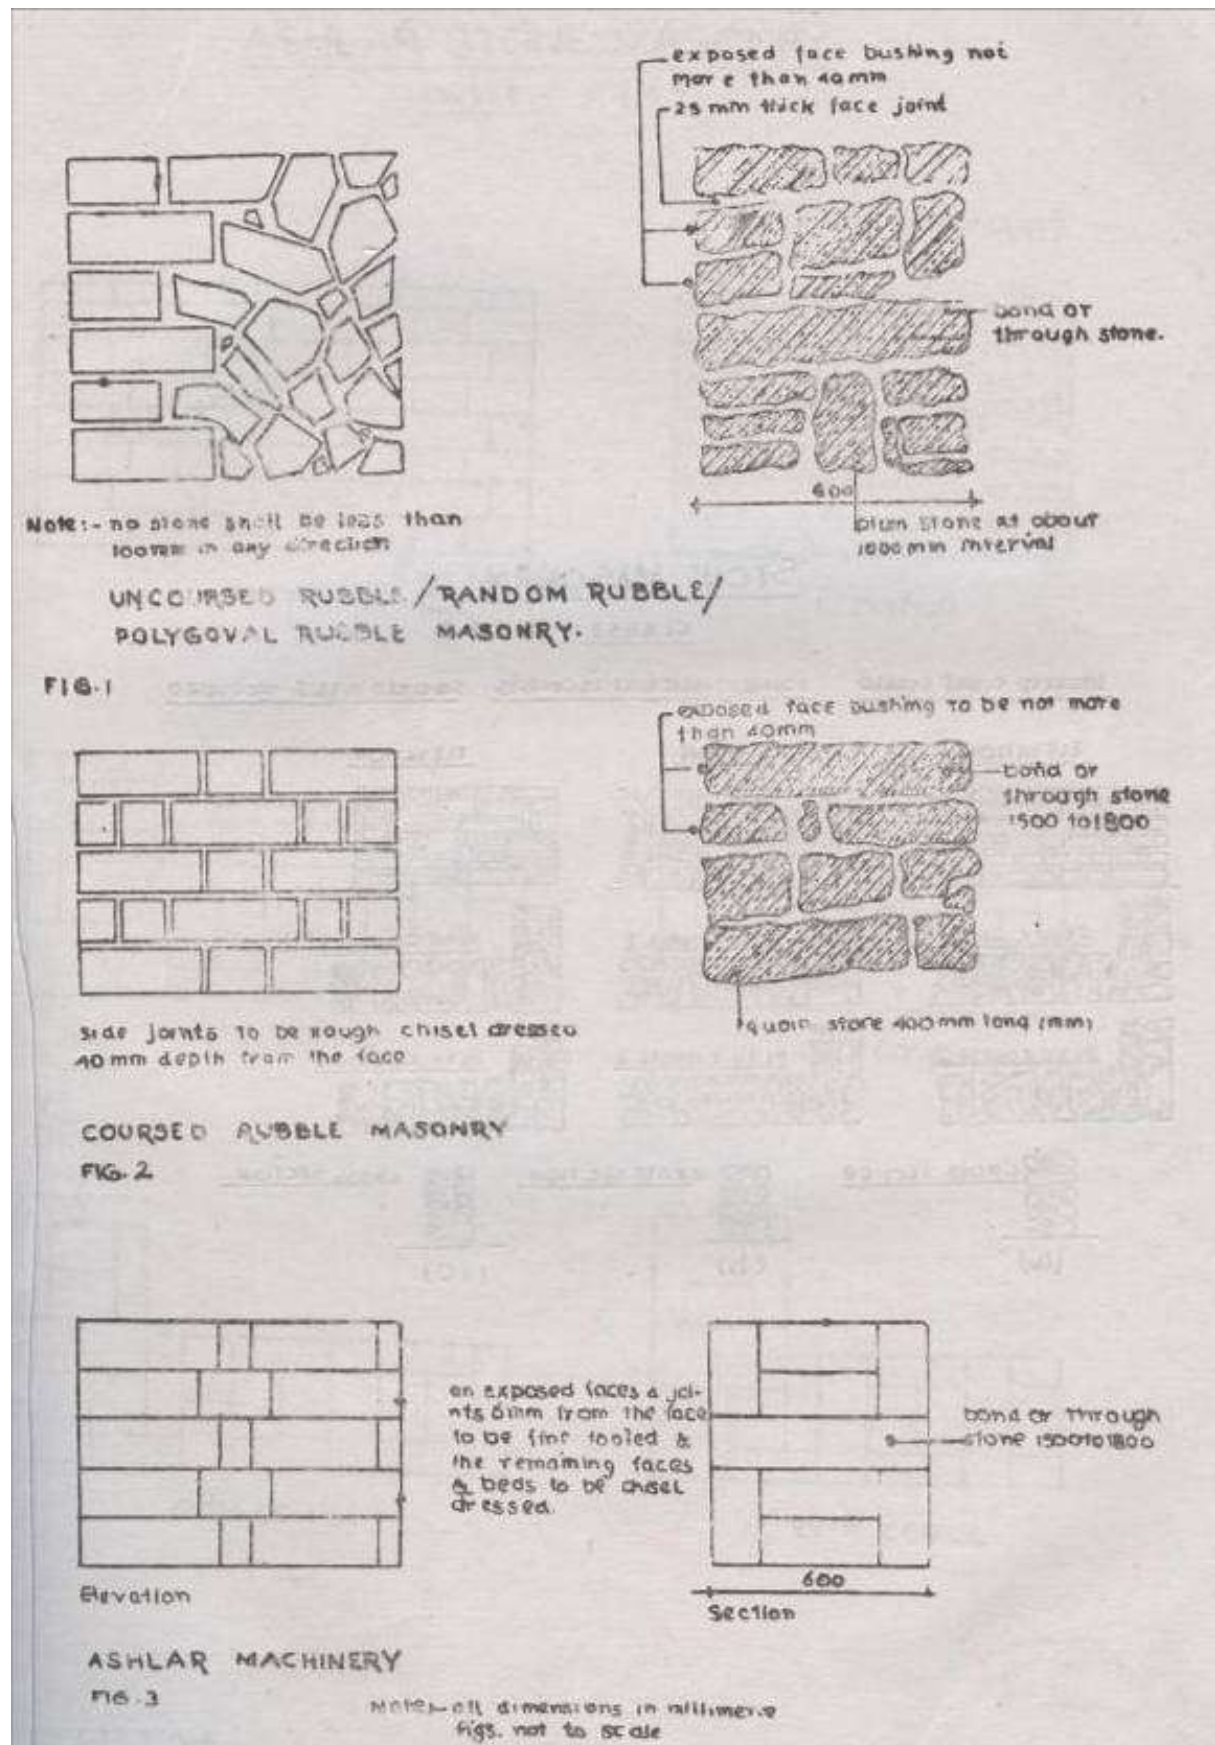 exposed face bushing not
more than 40mm
25 mm thick face joint
bond or
through stone.
600
plum stone at about
1000 min interval
Note:- no stone shall be less than
100mm in any direction
UNCOURSED RUBBLE/RANDOM RUBBLE/
POLYGOVAL RUBBLE MASONRY.
FIG.1
exposed face bushing to be not more
than 40mm
bond or
through stone
1500 to 1800
quoin stone 400mm long (mm)
side joints to be rough chisel dressed
40mm depth from the face
COURSED RUBBLE MASONRY
FIG.2
on exposed faces & joi-
nts 6mm from the face
to be fine tooled &
the remaining faces
& beds to be chisel
dressed.
bond or through
stone 1500to1800
600
Elevation
Section
ASHLAR MACHINERY
FIG.3
Note:-all dimensions in millimetre
figs. not to scale